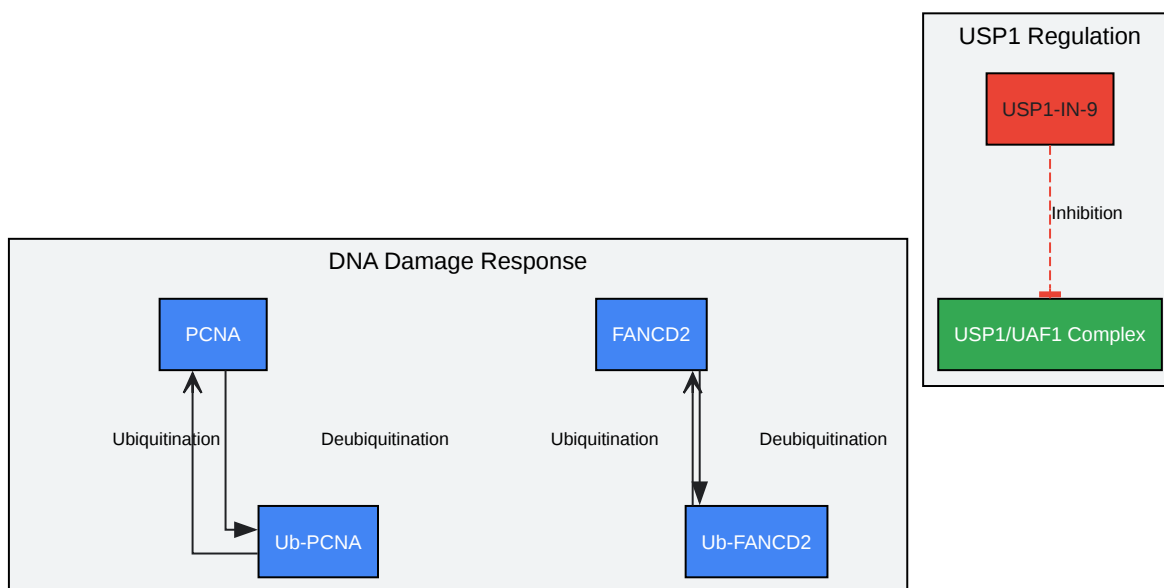 USP1 Regulation
USP1-IN-9
Inhibition
USP1/UAF1 Complex
DNA Damage Response
PCNA
FANCD2
Ubiquitination
Deubiquitination
Ubiquitination
Deubiquitination
Ub-PCNA
Ub-FANCD2